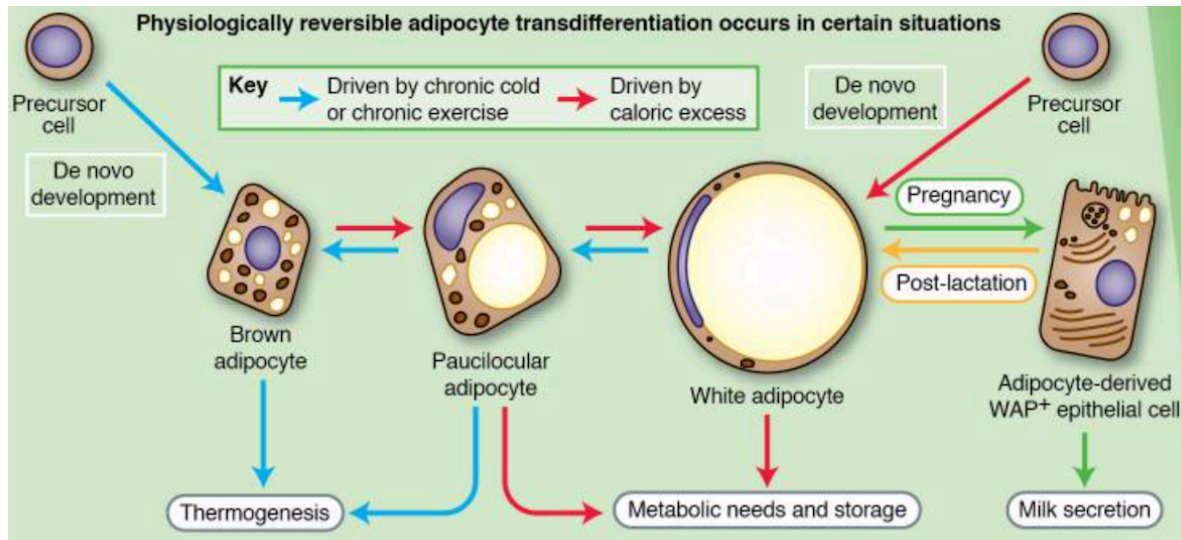 Physiologically reversible adipocyte transdifferentiation occurs in certain situations
Precursor
cell
Key
Driven by chronic cold
or chronic exercise
Driven by
caloric excess
De novo
development
Precursor
cell
De novo
development
Pregnancy
Post-lactation
Brown
adipocyte
Paucilocular
adipocyte
White adipocyte
Adipocyte-derived
WAP+ epithelial cell
Thermogenesis
Metabolic needs and storage
Milk secretion